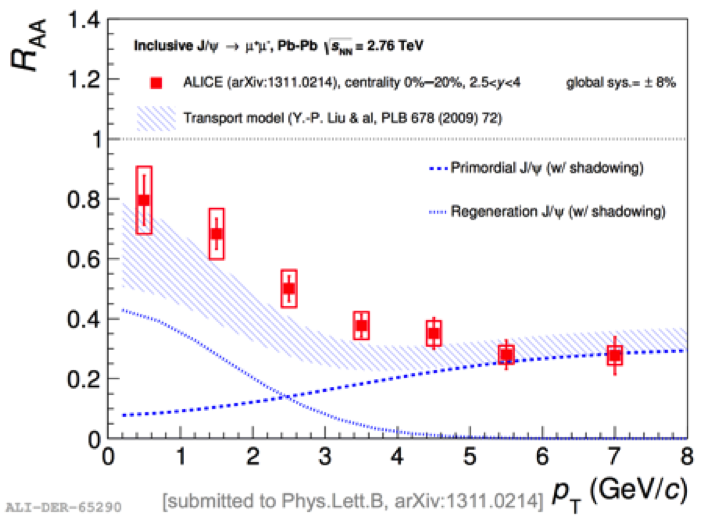 R_AA
Inclusive J/ψ → μ⁺μ⁻, Pb-Pb √s_NN = 2.76 TeV
ALICE (arXiv:1311.0214), centrality 0%–20%, 2.5<y<4 global sys.= ± 8%
Transport model (Y.-P. Liu & al, PLB 678 (2009) 72)
Primordial J/ψ (w/ shadowing)
Regeneration J/ψ (w/ shadowing)
1.4
1.2
1
0.8
0.6
0.4
0.2
0
0 1 2 3 4 5 6 7 8
p_T (GeV/c)
ALI-DER-65290
[submitted to Phys.Lett.B, arXiv:1311.0214]